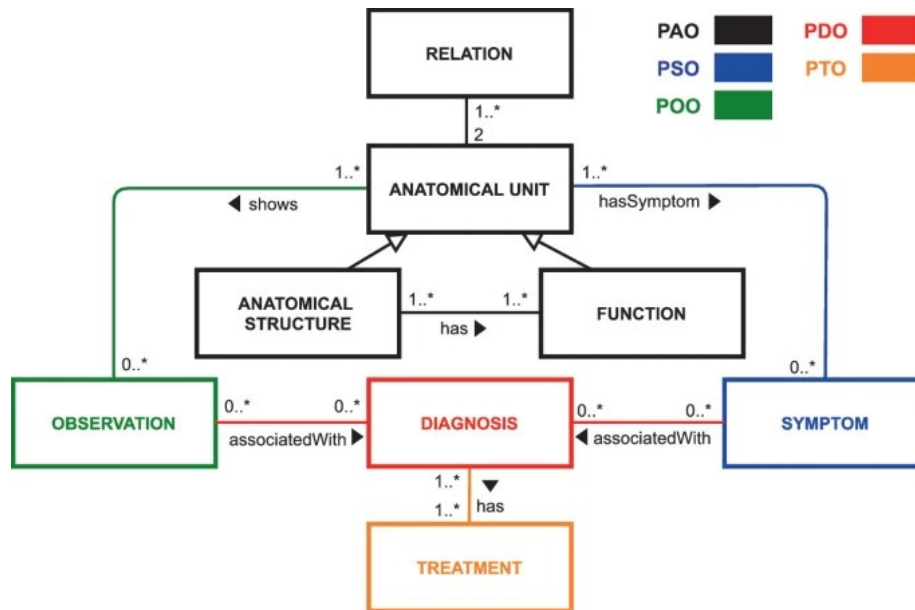 RELATION
PAO
PDO
PSO
PTO
POO
1..*
2
1..*
ANATOMICAL UNIT
1..*
shows
hasSymptom
ANATOMICAL
STRUCTURE
1..*
1..*
has
FUNCTION
0..*
0..*
OBSERVATION
0..*
0..*
associatedWith
DIAGNOSIS
0..*
0..*
associatedWith
SYMPTOM
1..*
1..*
has
TREATMENT